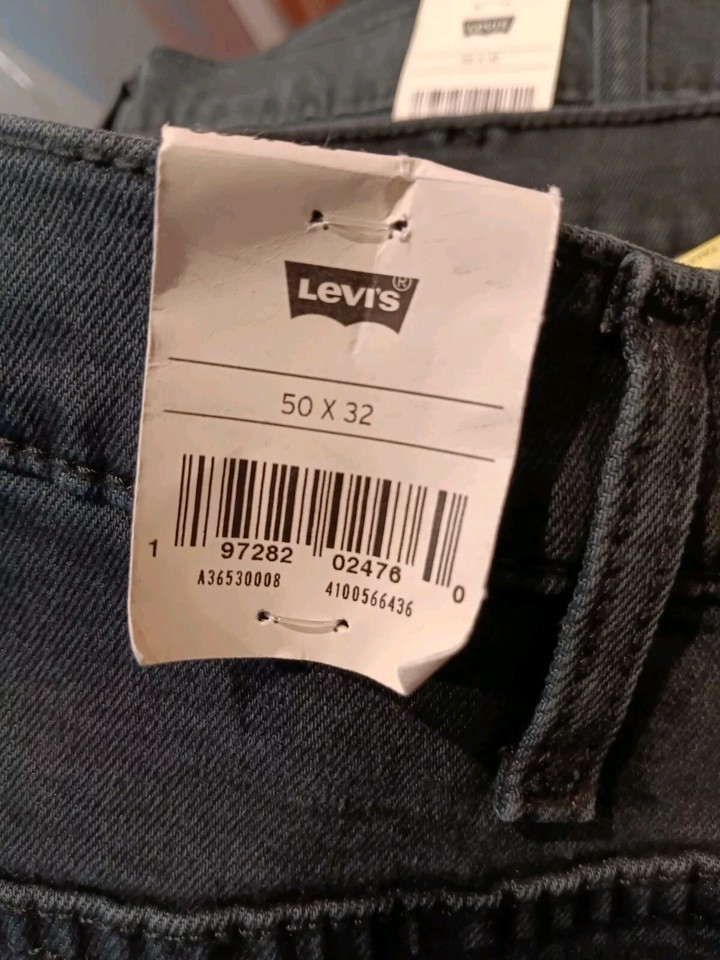 Levi's®
50 X 32
1 97282 02476 0
A36530008 4100566436